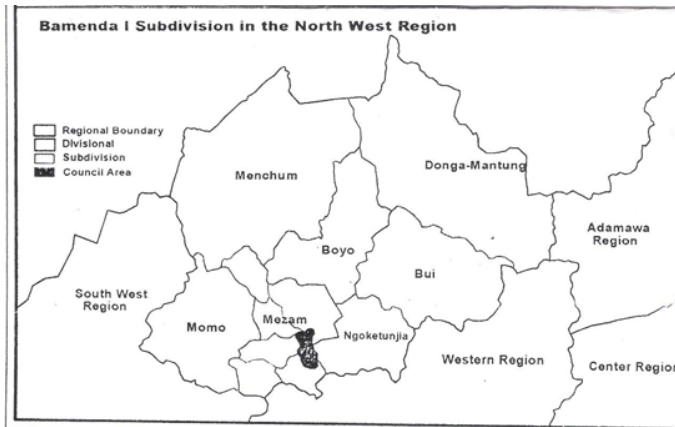 Bamenda I Subdivision in the North West Region
Regional Boundary
Divisional
Subdivision
Council Area
Menchum
Donga-Mantung
Adamawa
Region
Boyo
Bui
South West
Region
Momo
Mezam
Ngoketunjia
Western Region
Center Region